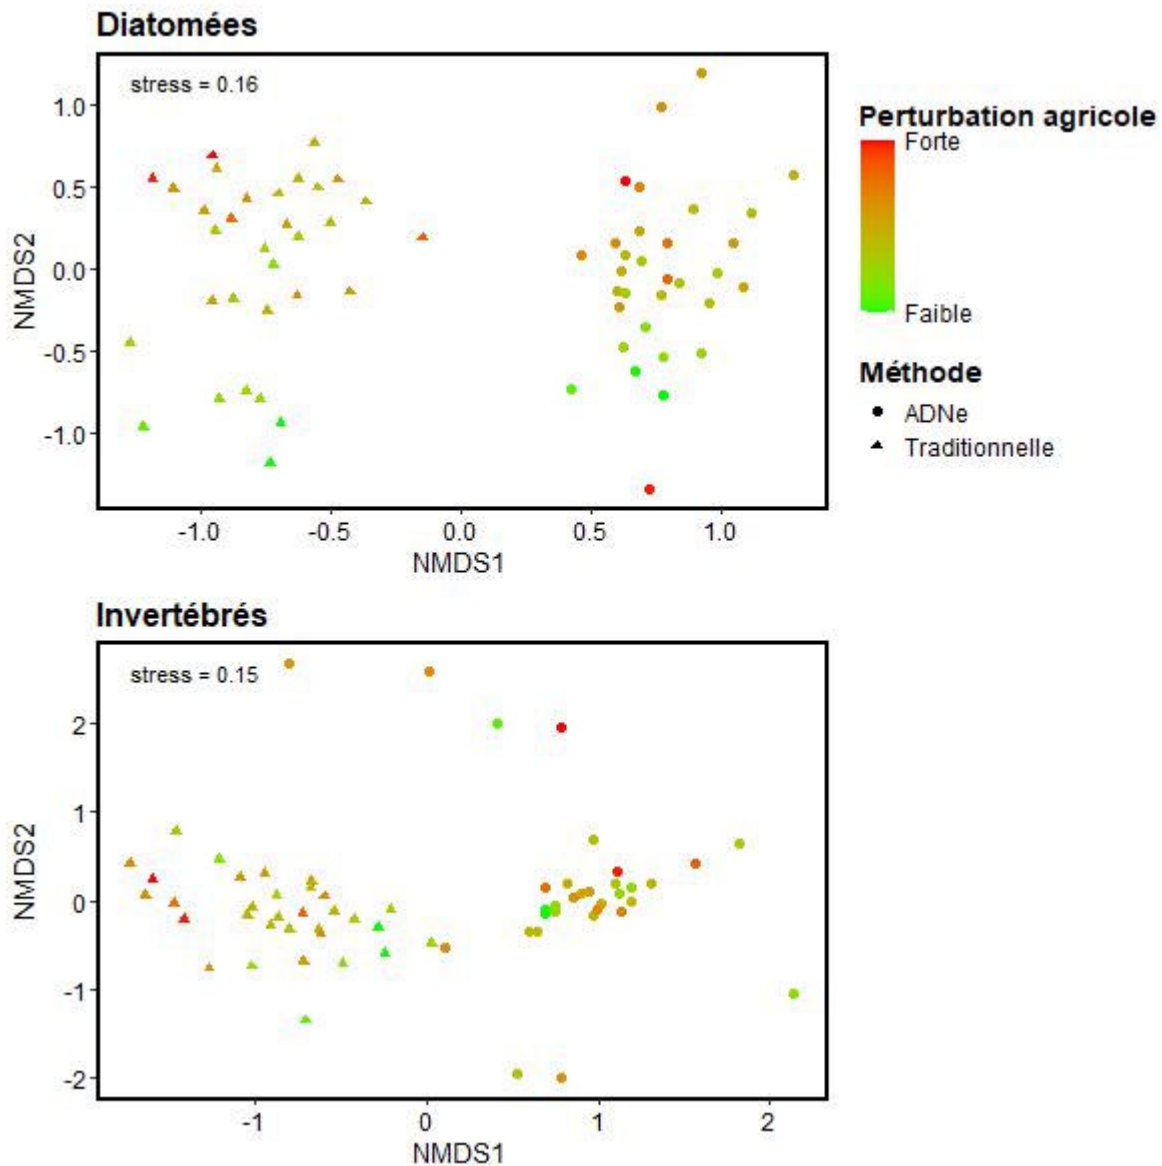 Diatomées
stress = 0.16
1.0
0.5
0.0
-0.5
-1.0
NMDS2
-1.0 -0.5 0.0 0.5 1.0
NMDS1
Perturbation agricole
Forte
Faible
Méthode
ADNe
Traditionnelle
Invertébrés
stress = 0.15
2
1
0
-1
-2
NMDS2
-1 0 1 2
NMDS1